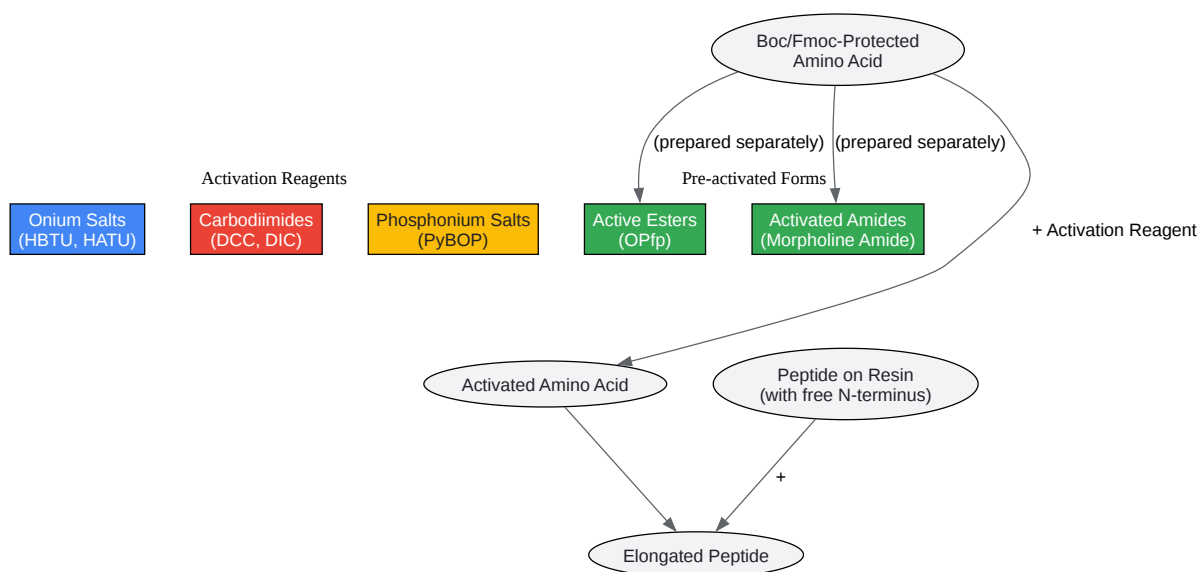 Boc/Fmoc-Protected
Amino Acid
(prepared separately)
(prepared separately)
Activation Reagents
Pre-activated Forms
Onium Salts
(HBTU, HATU)
Carbodiimides
(DCC, DIC)
Phosphonium Salts
(PyBOP)
Active Esters
(OPfp)
Activated Amides
(Morpholine Amide)
+ Activation Reagent
Activated Amino Acid
Peptide on Resin
(with free N-terminus)
+
Elongated Peptide